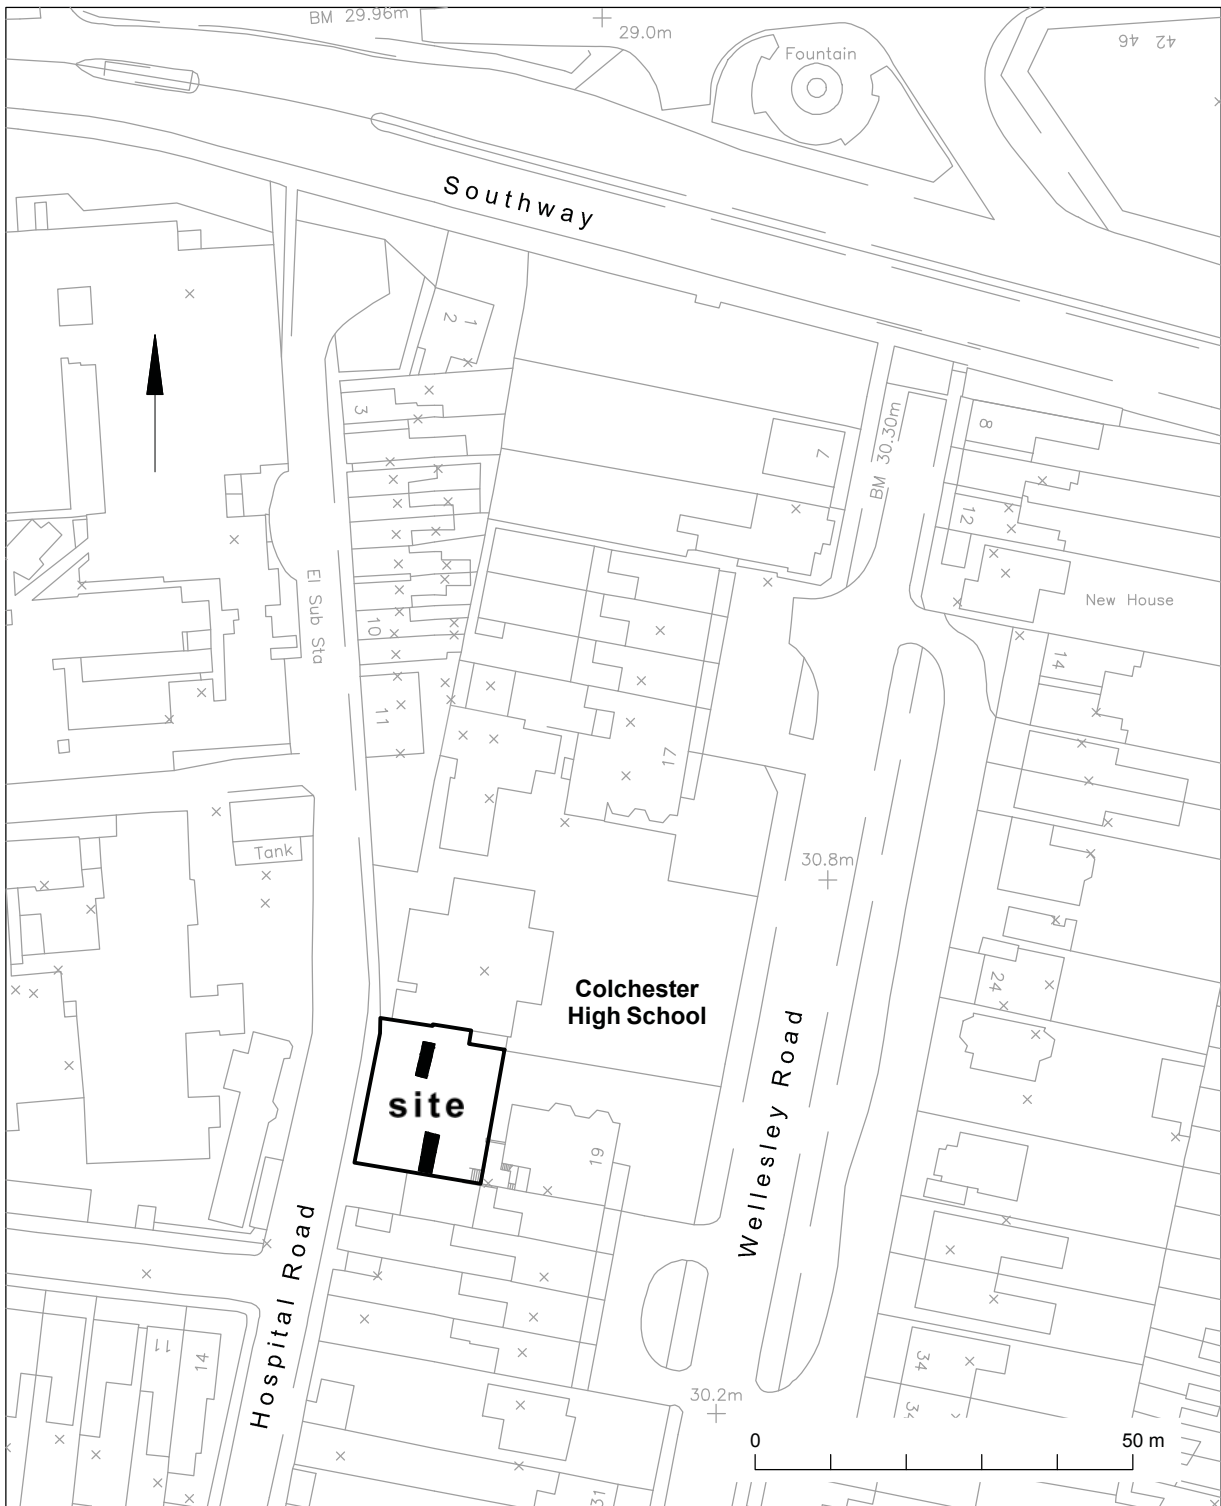 BM 29.96m
29.0m
Fountain
42 46
Southway
1
2
3
7
BM 30.30m
8
12
New House
El Sub Sta
10
14
11
17
Tank
30.8m
Colchester
High School
24
site
19
Wellesley Road
Hospital Road
11
14
34
30.2m
0 50 m
31